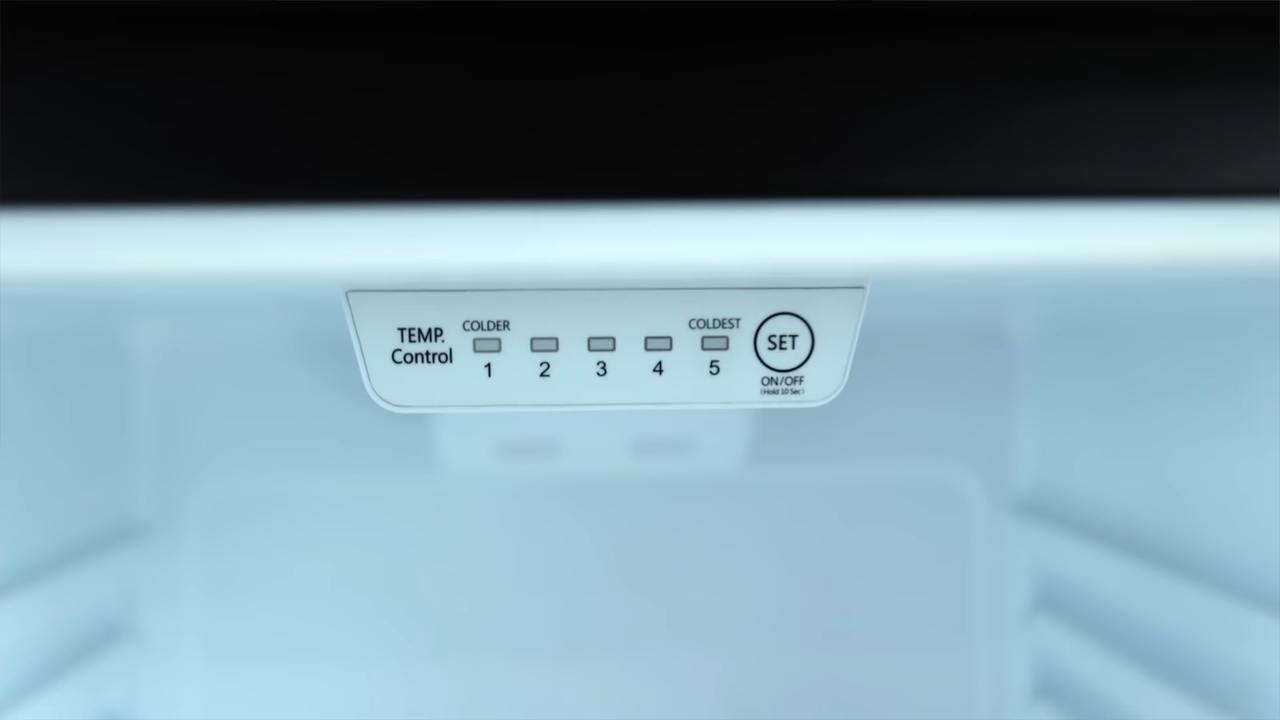 TEMP.
Control
COLDER
COLDEST
1 2 3 4 5
SET
ON/OFF
(Hold 10 Sec)